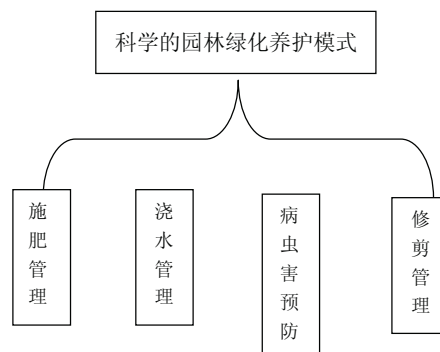 科学的园林绿化养护模式
施肥管理
浇水管理
病虫害预防
修剪管理